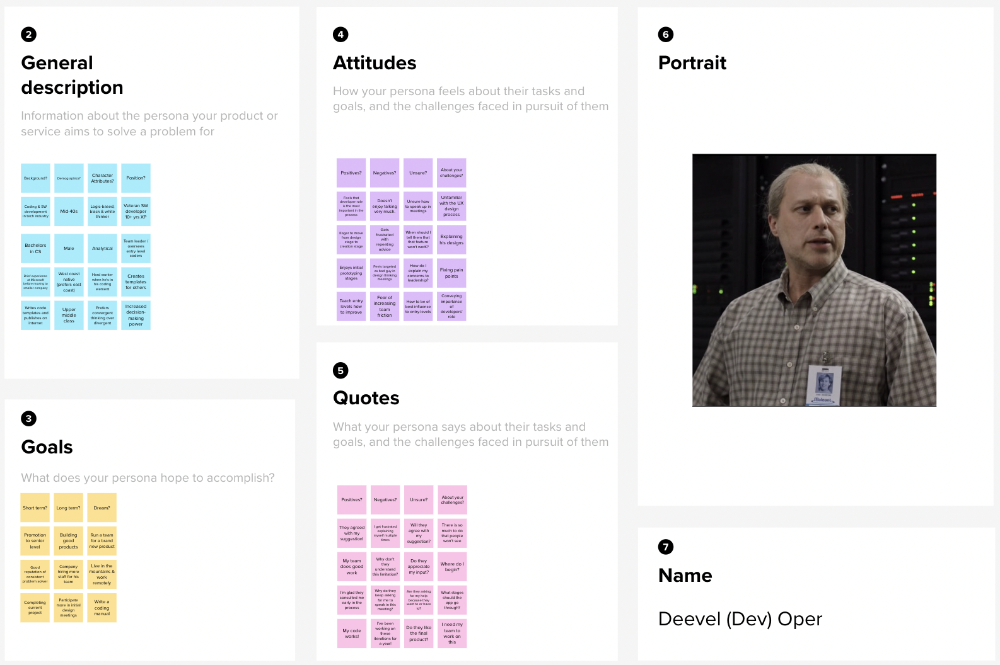 2
General
description
Information about the persona your product or
service aims to solve a problem for
Background?
Demographics?
Character
Attributes?
Position?
Coding & SW
development
in tech industry
Mid-40s
Logic-based;
black & white
thinker
Veteran SW
developer
10+ yrs XP
Bachelors
in CS
Male
Analytical
Team leader /
oversees
entry level
coders
Brief experience
at Microsoft
before moving to
smaller company
West coast
native
(prefers east
coast)
Hard worker
when he's in
his coding
element
Creates
templates
for others
Writes code
templates and
publishes on
internet
Upper
middle
class
Prefers
convergent
thinking over
divergent
Increased
decision-
making
power
3
Goals
What does your persona hope to accomplish?
Short term?
Long term?
Dream?
Promotion
to senior
level
Building
good
products
Run a team
for a brand
new product
Good
reputation of
consistent
problem solver
Company
hiring more
staff for his
team
Live in the
mountains &
work
remotely
Completing
current
project
Participate
more in initial
design
meetings
Write a
coding
manual
4
Attitudes
How your persona feels about their tasks and
goals, and the challenges faced in pursuit of them
Positives?
Negatives?
Unsure?
About your
challenges?
Feels that
developer role
is the most
important in the
process
Doesn't
enjoy talking
very much.
Unsure how
to speak up in
meetings
Unfamiliar
with the UX
design
process
Eager to move
from design
stage to
creation stage
Gets
frustrated
with
repeating
advice
When should I
tell them that
that feature
won't work?
Explaining
his designs
Enjoys initial
prototyping
stages
Feels targeted
as bad guy in
design thinking
meetings
How do I
explain my
concerns to
leadership?
Fixing pain
points
Teach entry
levels how
to improve
Fear of
increasing
team
friction
How to be of
best influence
to entry-levels
Conveying
importance
of
developers'
role
5
Quotes
What your persona says about their tasks and
goals, and the challenges faced in pursuit of them
Positives?
Negatives?
Unsure?
About your
challenges?
They agreed
with my
suggestion!
I get frustrated
explaining
myself multiple
times
Will they
agree with
my
suggestion?
There is so
much to do
that people
won't see
My team
does good
work
Why don't
they
understand
this limitation?
Do they
appreciate
my input?
Where do I
begin?
I'm glad they
consulted me
early in the
process
Why do they
keep asking
for me to
speak in this
meeting?
Are they asking
for my help
because they
want to or have
to?
What stages
should the
app go
through?
My code
works!
I've been
working on
these
iterations for
a year!
Do they like
the final
product?
I need my
team to
work on
this
6
Portrait
7
Name
Deevel (Dev) Oper